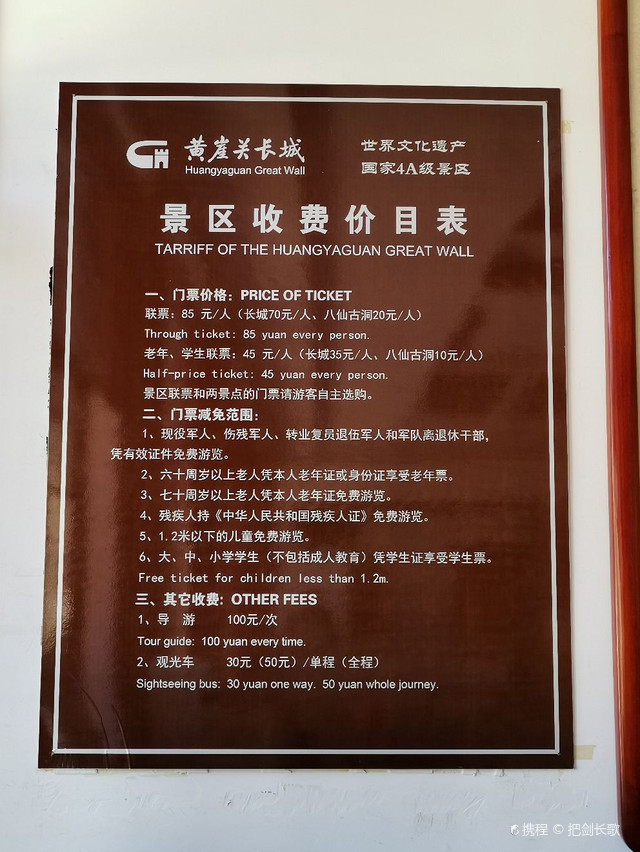 黄崖关长城
Huangyaguan Great Wall
世界文化遗产
国家4A级景区
景区收费价目表
TARRIFF OF THE HUANGYAGUAN GREAT WALL
一、门票价格：PRICE OF TICKET
联票：85 元/人（长城70元/人、八仙古洞20元/人）
Through ticket: 85 yuan every person.
老年、学生联票：45 元/人（长城35元/人、八仙古洞10元/人）
Half-price ticket: 45 yuan every person.
景区联票和两景点的门票请游客自主选购。
二、门票减免范围：
1、现役军人、伤残军人、转业复员退伍军人和军队离退休干部，
凭有效证件免费游览。
2、六十周岁以上老人凭本人老年证或身份证享受老年票。
3、七十周岁以上老人凭本人老年证免费游览。
4、残疾人持《中华人民共和国残疾人证》免费游览。
5、1.2米以下的儿童免费游览。
6、大、中、小学学生（不包括成人教育）凭学生证享受学生票。
Free ticket for children less than 1.2m.
三、其它收费：OTHER FEES
1、导 游 100元/次
Tour guide: 100 yuan every time.
2、观光车 30元（50元）/单程（全程）
Sightseeing bus: 30 yuan one way. 50 yuan whole journey.
携程 © 把剑长歌